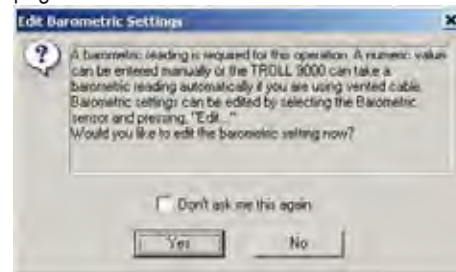 Edit Barometric Settings
A barometric reading is required for this operation. A numeric value
can be entered manually or the TROLL 9000 can take a
barometric reading automatically if you are using vented cable.
Barometric settings can be edited by selecting the Barometric
sensor and pressing, "Edit..."
Would you like to edit the barometric setting now?
Don't ask me this again
Yes
No